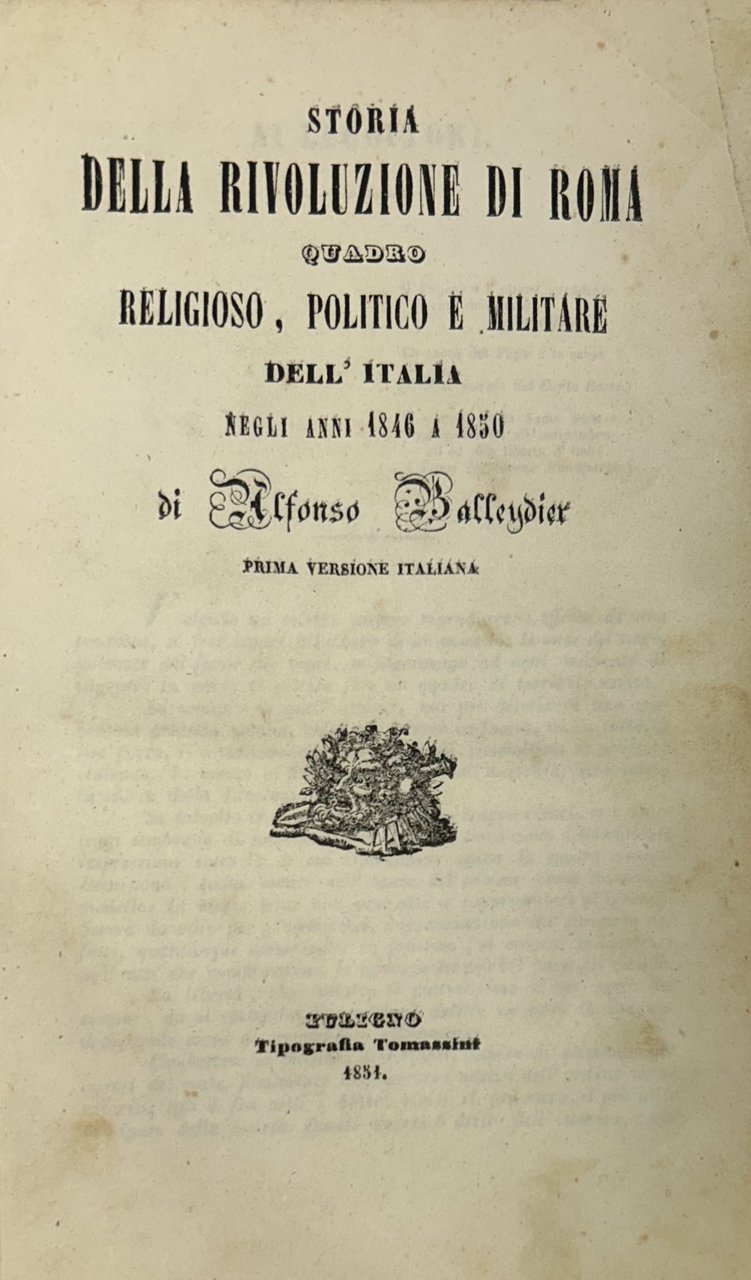 STORIA
DELLA RIVOLUZIONE DI ROMA
QUADRO
RELIGIOSO, POLITICO E MILITARE
DELL' ITALIA
NEGLI ANNI 1846 A 1850
di Alfonso Balleydier
PRIMA VERSIONE ITALIANA
FULIGNO
Tipografia Tomassini
1851.